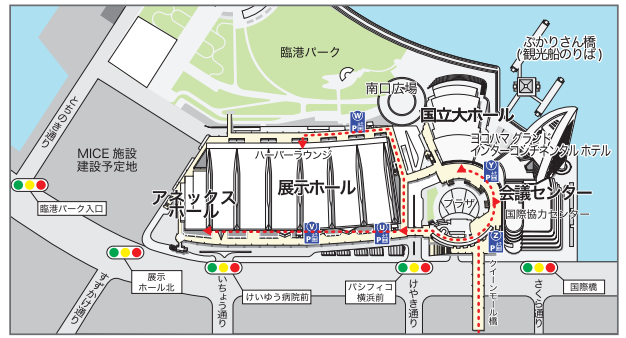 ぷかりさん橋
(観光船のりば)
臨港パーク
南口広場
国立大ホール
とちのき通り
W
P
ヨコハマ グランド
インターコンチネンタル ホテル
MICE 施設
建設予定地
ハーバーラウンジ
Y
P
展示ホール
アネックス
ホール
会議センター
プラザ
国際協力センター
臨港パーク入口
V
P
U
P
Z
P
展示
ホール北
すずかけ通り
いちょう通り
けいゆう病院前
パシフィコ
横浜前
けやき通り
クイーンモール橋
さくら通り
国際橋